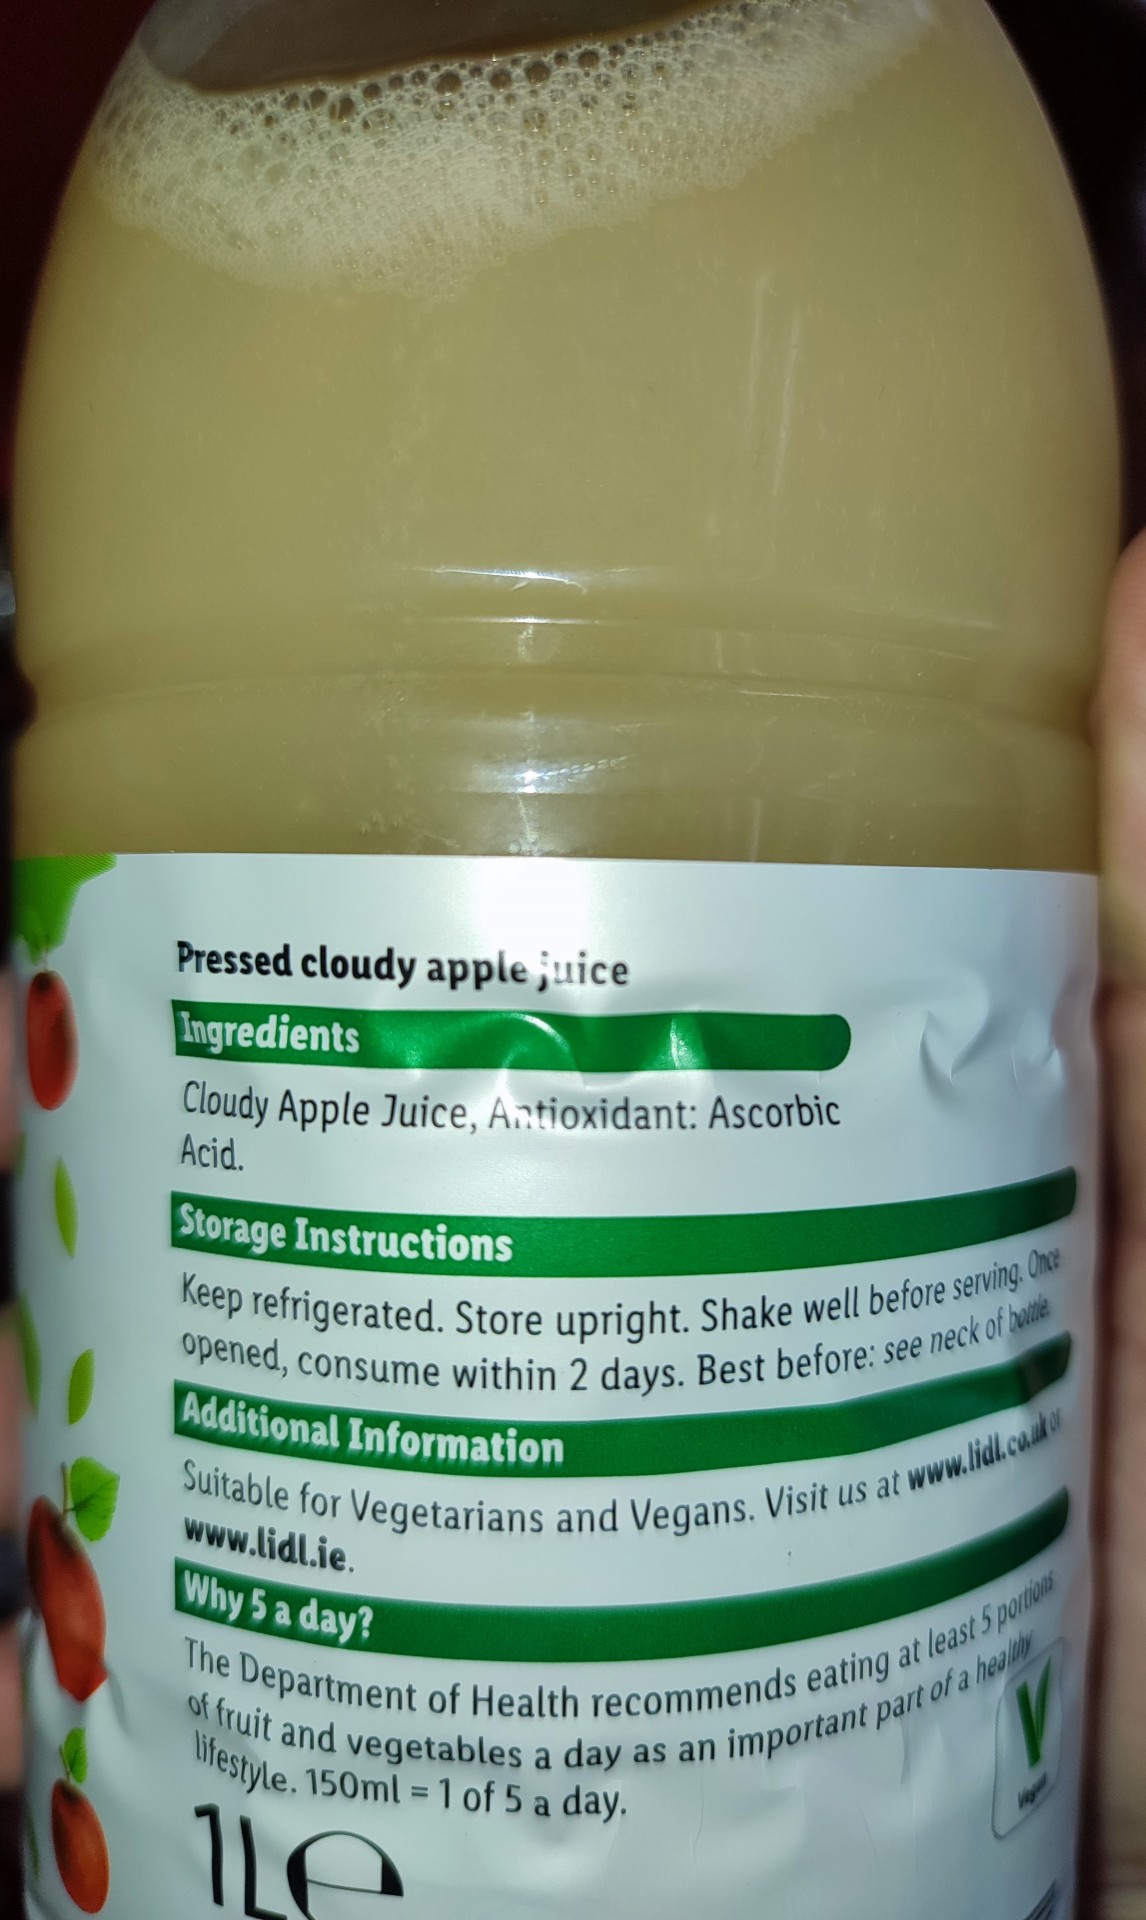 Pressed cloudy apple juice
Ingredients
Cloudy Apple Juice, Antioxidant: Ascorbic
Acid.
Storage Instructions
Keep refrigerated. Store upright. Shake well before serving. Once
opened, consume within 2 days. Best before: see neck of bottle.
Additional Information
Suitable for Vegetarians and Vegans. Visit us at www.lidl.co.uk or
www.lidl.ie.
Why 5 a day?
The Department of Health recommends eating at least 5 portions
of fruit and vegetables a day as an important part of a healthy
lifestyle. 150ml = 1 of 5 a day.
Vegan
1L e